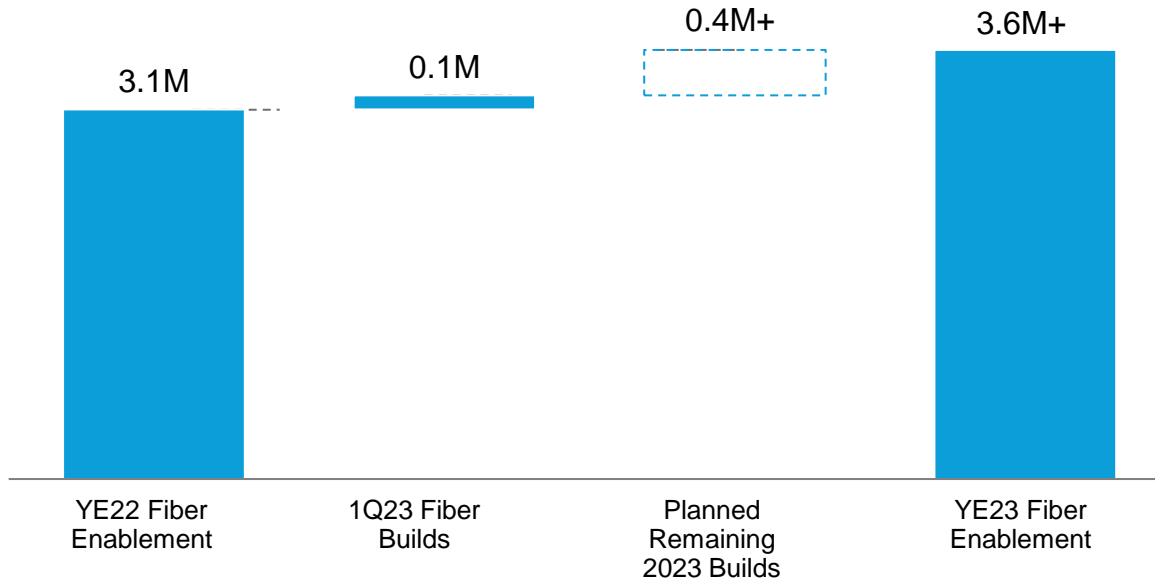 3.1M
0.1M
0.4M+
3.6M+
YE22 Fiber
Enablement
1Q23 Fiber
Builds
Planned
Remaining
2023 Builds
YE23 Fiber
Enablement